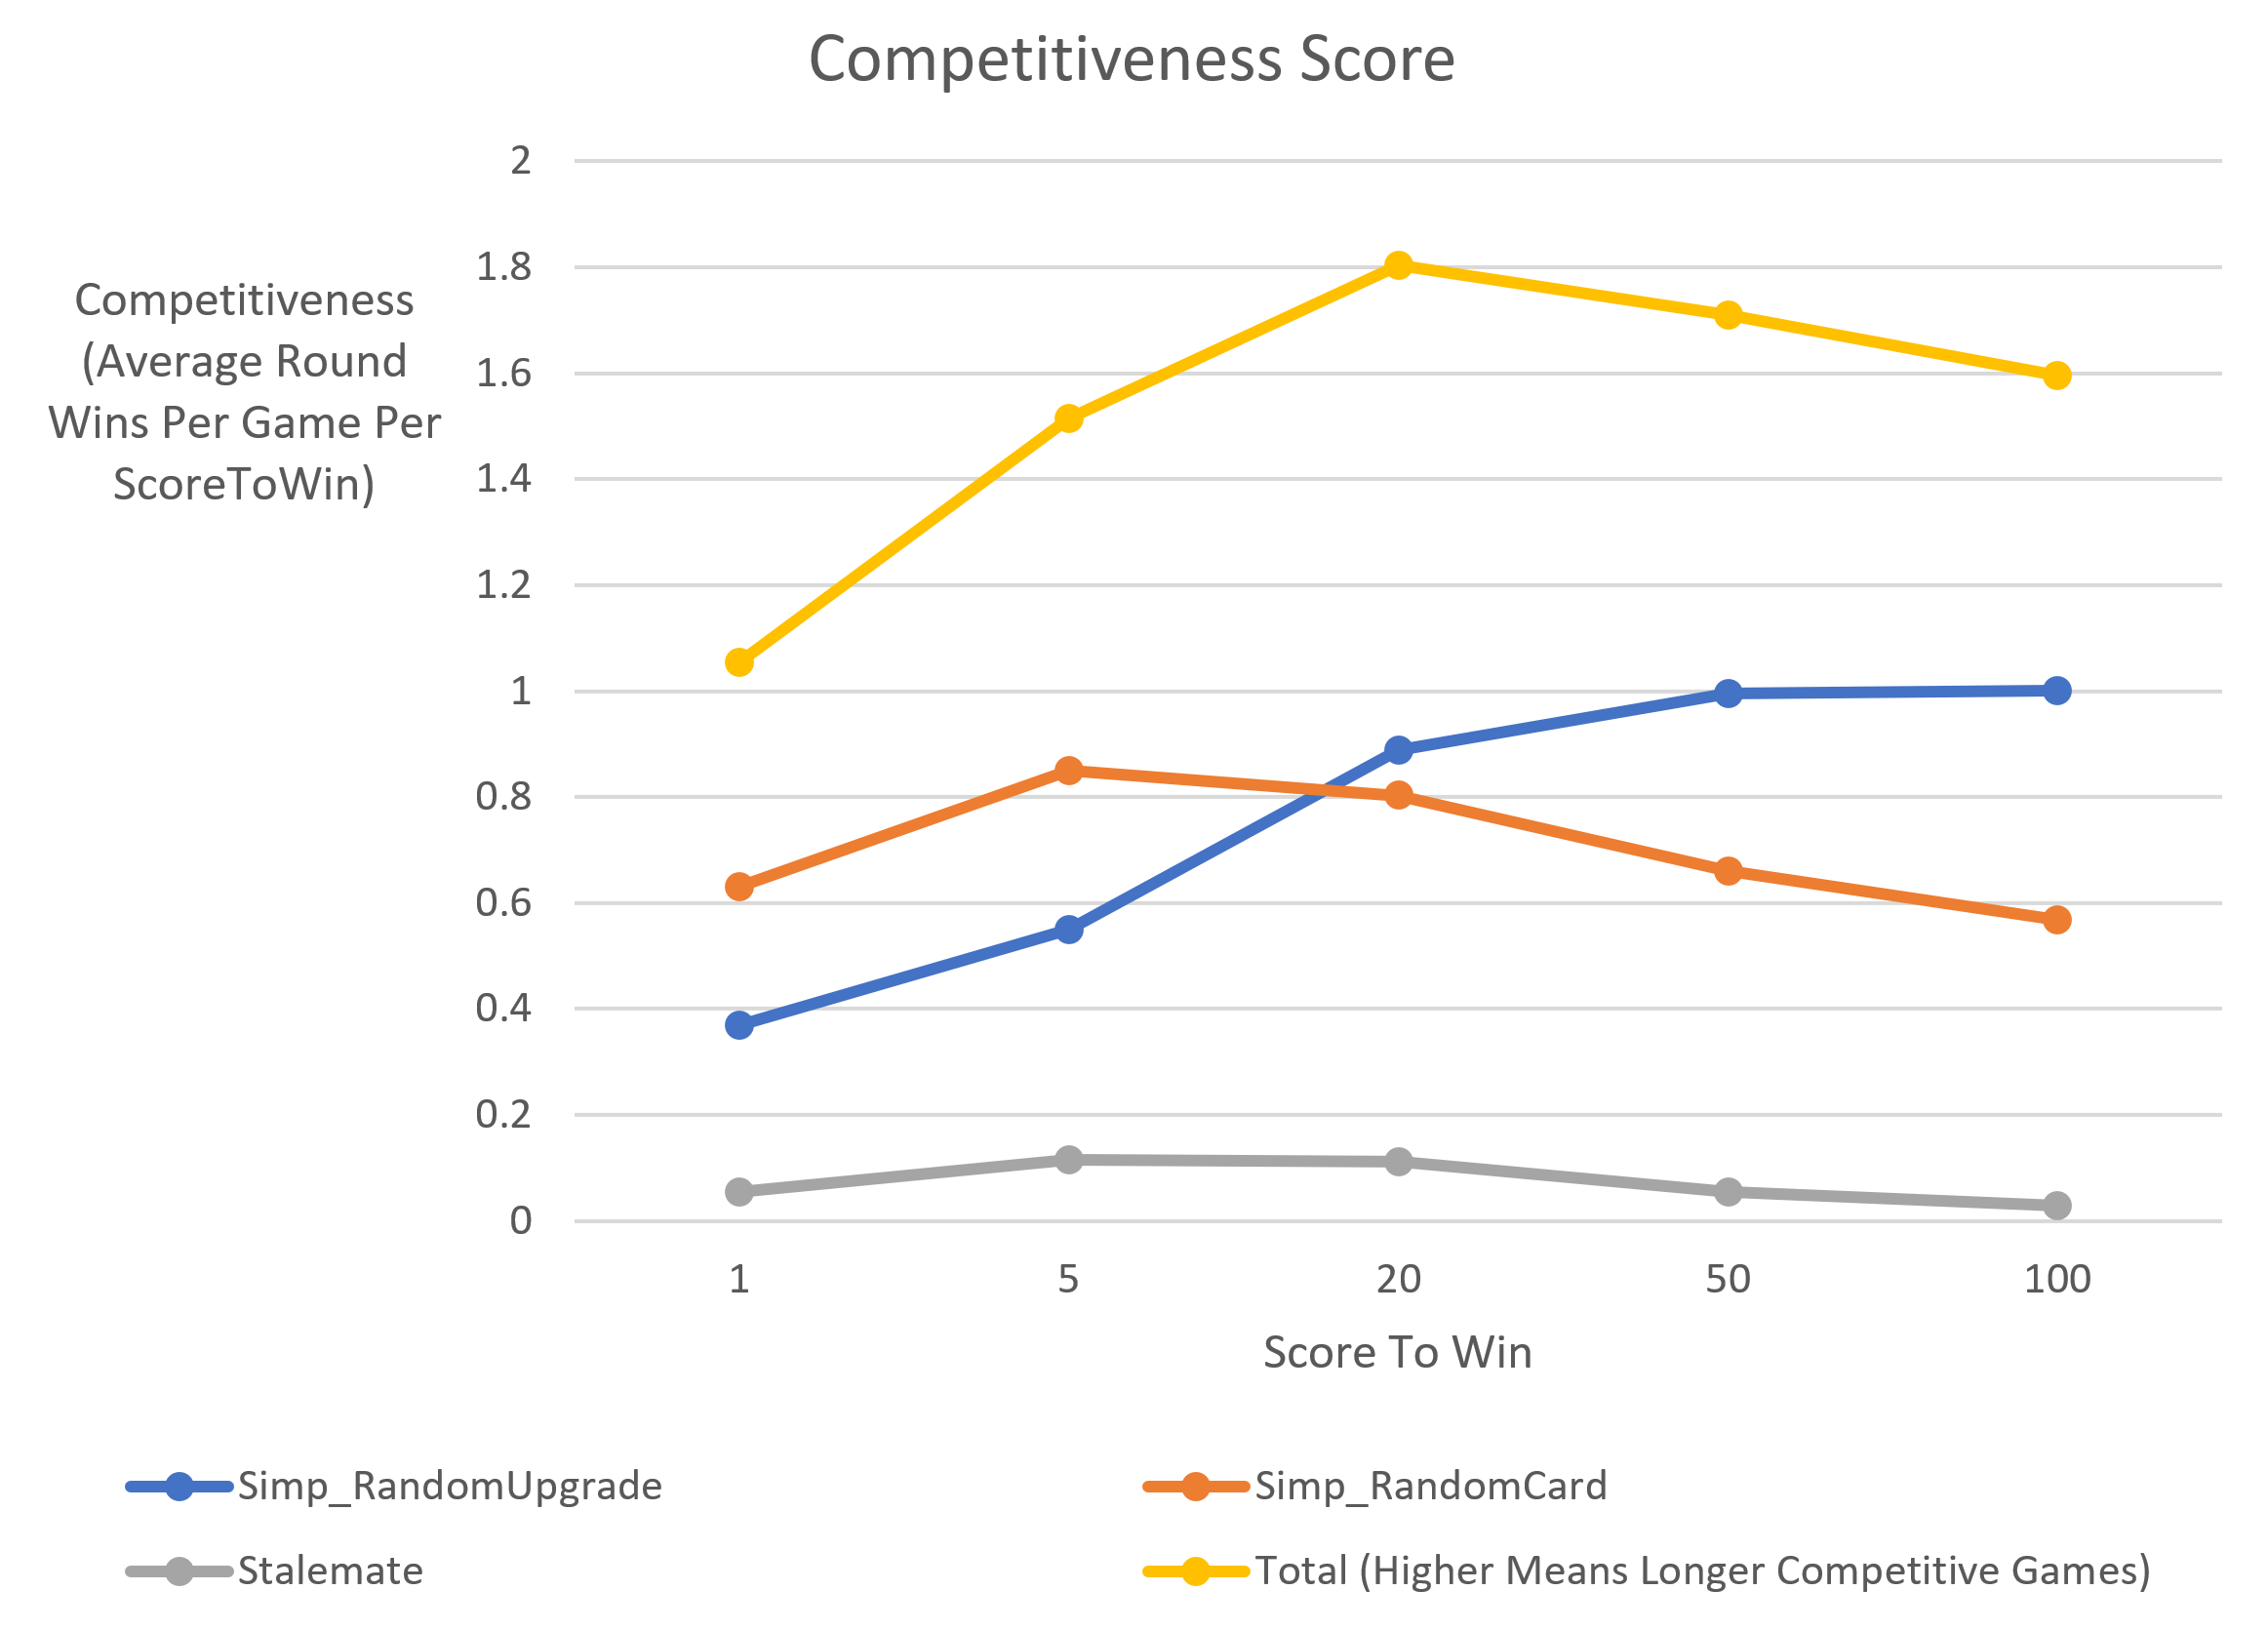 Competitiveness Score
Competitiveness
(Average Round
Wins Per Game Per
ScoreToWin)
2
1.8
1.6
1.4
1.2
1
0.8
0.6
0.4
0.2
0
1 5 20 50 100
Score To Win
Simp_RandomUpgrade
Simp_RandomCard
Stalemate
Total (Higher Means Longer Competitive Games)